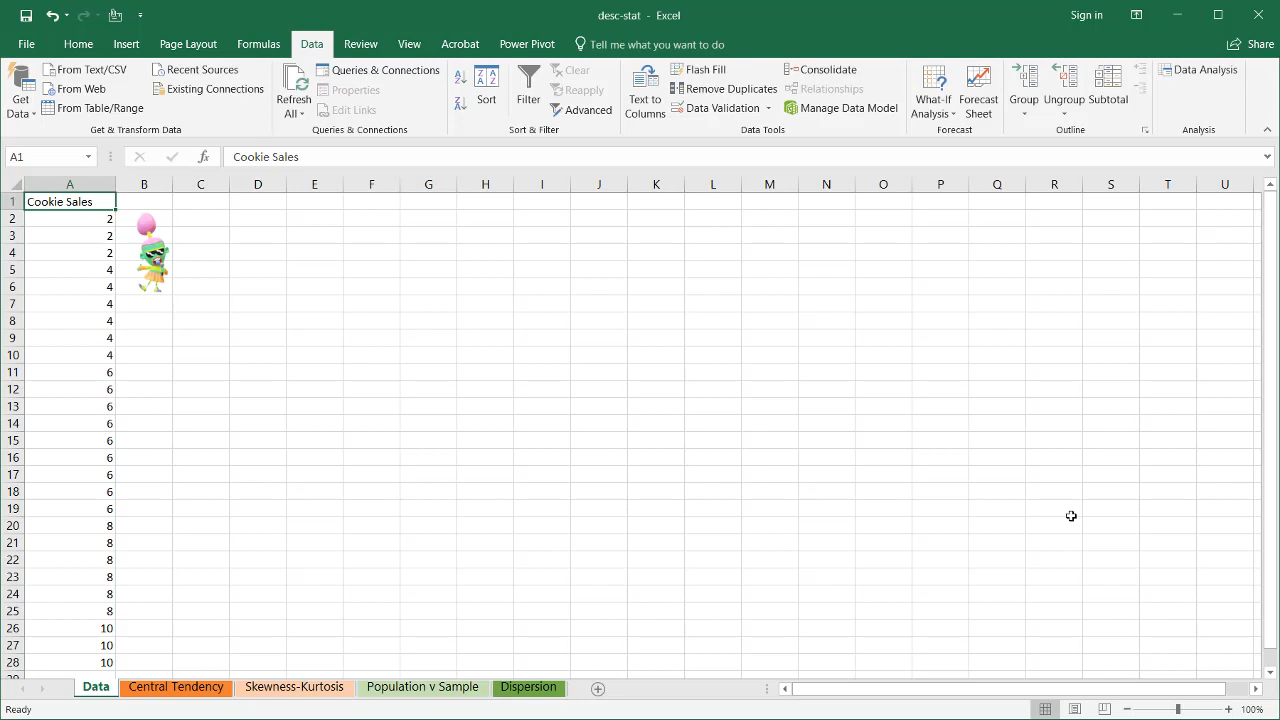 desc-stat - Excel
Sign in
File Home Insert Page Layout Formulas Data Review View Acrobat Power Pivot Tell me what you want to do Share
Get Data
From Text/CSV
From Web
From Table/Range
Recent Sources
Existing Connections
Get & Transform Data
Refresh All
Queries & Connections
Properties
Edit Links
Queries & Connections
Sort
Filter
Clear
Reapply
Advanced
Sort & Filter
Text to Columns
Flash Fill
Remove Duplicates
Data Validation
Consolidate
Relationships
Manage Data Model
Data Tools
What-If Analysis
Forecast Sheet
Forecast
Group
Ungroup
Subtotal
Outline
Data Analysis
Analysis
A1 fx Cookie Sales
A B C D E F G H I J K L M N O P Q R S T U
1 Cookie Sales
2 2
3 2
4 2
5 4
6 4
7 4
8 4
9 4
10 4
11 6
12 6
13 6
14 6
15 6
16 6
17 6
18 6
19 6
20 8
21 8
22 8
23 8
24 8
25 8
26 10
27 10
28 10
Data Central Tendency Skewness-Kurtosis Population v Sample Dispersion
Ready 100%